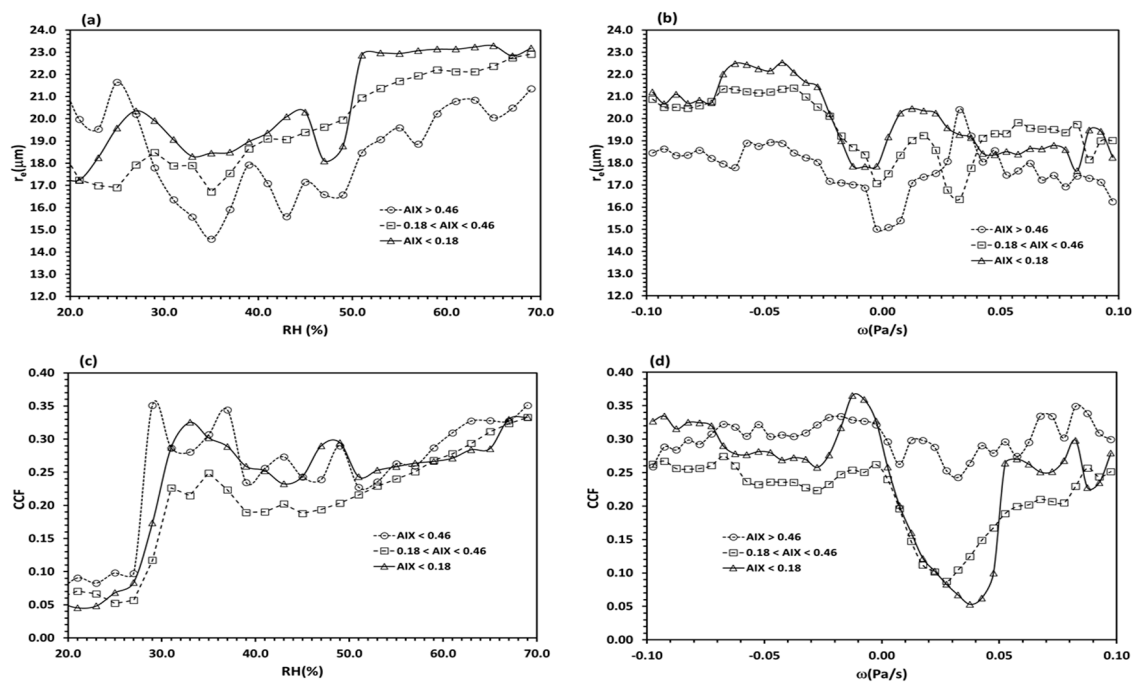 (a)
24.0
23.0
22.0
21.0
20.0
19.0
18.0
17.0
16.0
15.0
14.0
13.0
12.0
re(μm)
20.0 30.0 40.0 50.0 60.0 70.0
RH (%)
AIX > 0.46
0.18 < AIX < 0.46
AIX < 0.18
(b)
24.0
23.0
22.0
21.0
20.0
19.0
18.0
17.0
16.0
15.0
14.0
13.0
12.0
re(μm)
-0.10 -0.05 0.00 0.05 0.10
ω(Pa/s)
AIX > 0.46
0.18 < AIX < 0.46
AIX < 0.18
(c)
0.40
0.35
0.30
0.25
0.20
0.15
0.10
0.05
0.00
CCF
20.0 30.0 40.0 50.0 60.0 70.0
RH(%)
AIX < 0.46
0.18 < AIX < 0.46
AIX < 0.18
(d)
0.40
0.35
0.30
0.25
0.20
0.15
0.10
0.05
0.00
CCF
-0.10 -0.05 0.00 0.05 0.10
ω(Pa/s)
AIX > 0.46
0.18 < AIX < 0.46
AIX < 0.18